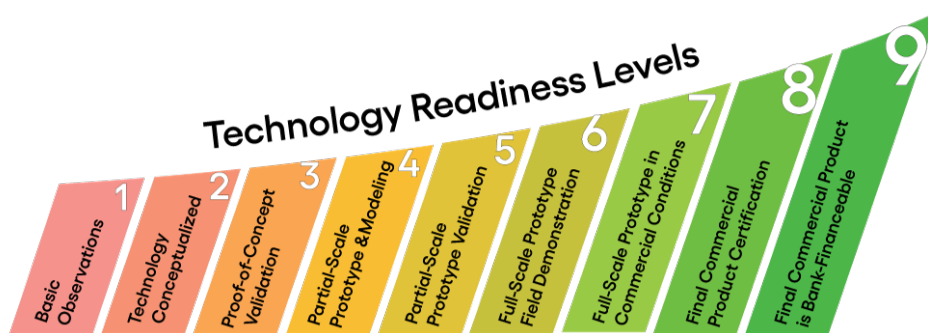 Technology Readiness Levels
1
Basic
Observations
2
Technology
Conceptualized
3
Proof-of-Concept
Validation
4
Partial-Scale
Prototype &Modeling
5
Partial-Scale
Prototype Validation
6
Full-Scale Prototype
Field Demonstration
7
Full-Scale Prototype in
Commercial Conditions
8
Final Commercial
Product Certification
9
Final Commercial Product
is Bank-Financeable